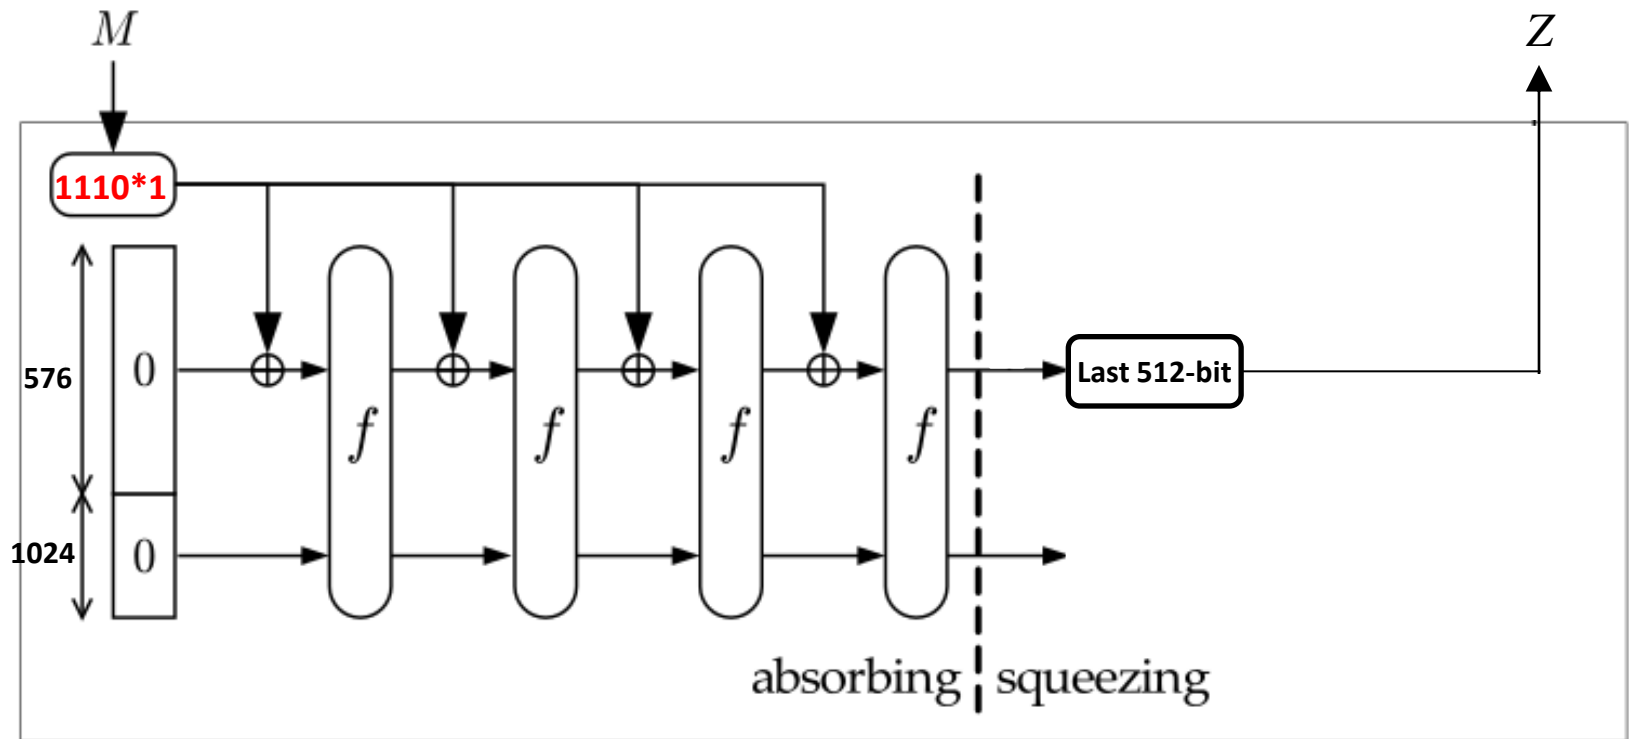 M
Z
1110*1
576
0
f
f
f
f
Last 512-bit
1024
0
absorbing
squeezing